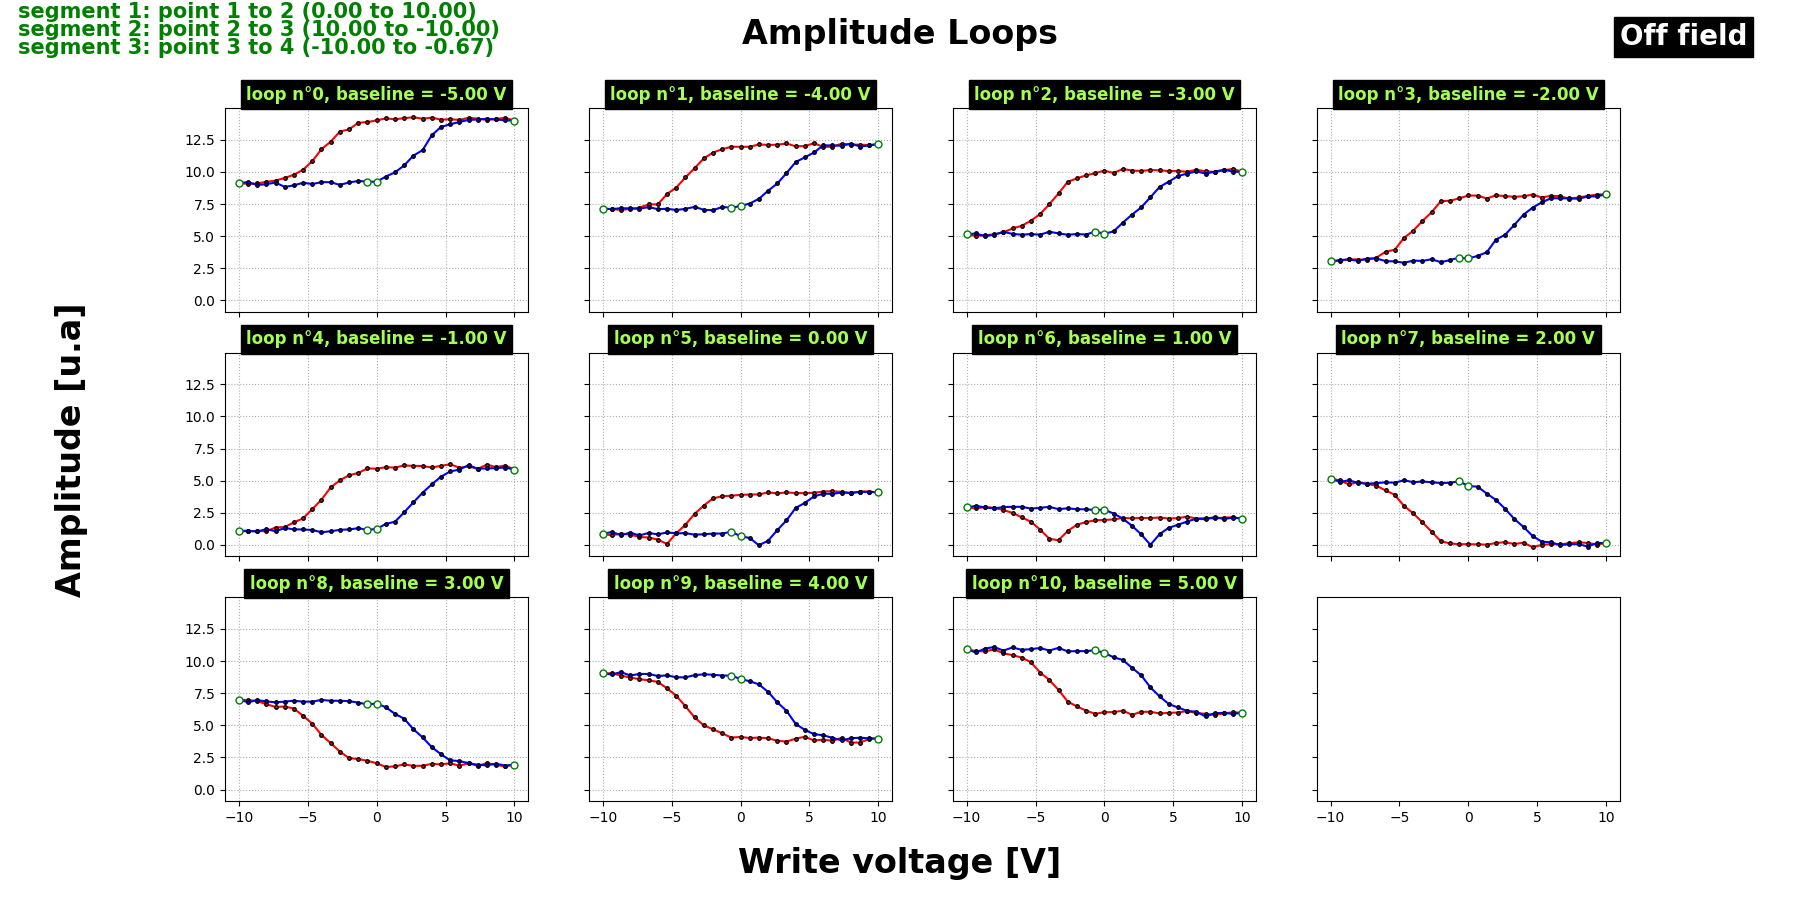 segment 1: point 1 to 2 (0.00 to 10.00)
segment 2: point 2 to 3 (10.00 to -10.00)
segment 3: point 3 to 4 (-10.00 to -0.67)
Amplitude Loops
Off field
Amplitude [u.a]
loop n°0, baseline = -5.00 V
loop n°1, baseline = -4.00 V
loop n°2, baseline = -3.00 V
loop n°3, baseline = -2.00 V
12.5
10.0
7.5
5.0
2.5
0.0
loop n°4, baseline = -1.00 V
loop n°5, baseline = 0.00 V
loop n°6, baseline = 1.00 V
loop n°7, baseline = 2.00 V
12.5
10.0
7.5
5.0
2.5
0.0
loop n°8, baseline = 3.00 V
loop n°9, baseline = 4.00 V
loop n°10, baseline = 5.00 V
12.5
10.0
7.5
5.0
2.5
0.0
−10 −5 0 5 10
−10 −5 0 5 10
−10 −5 0 5 10
−10 −5 0 5 10
Write voltage [V]